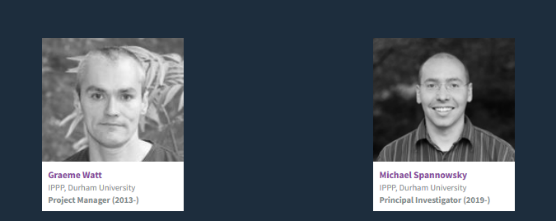 Graeme Watt
IPPP, Durham University
Project Manager (2013-)
Michael Spannowsky
IPPP, Durham University
Principal Investigator (2019-)